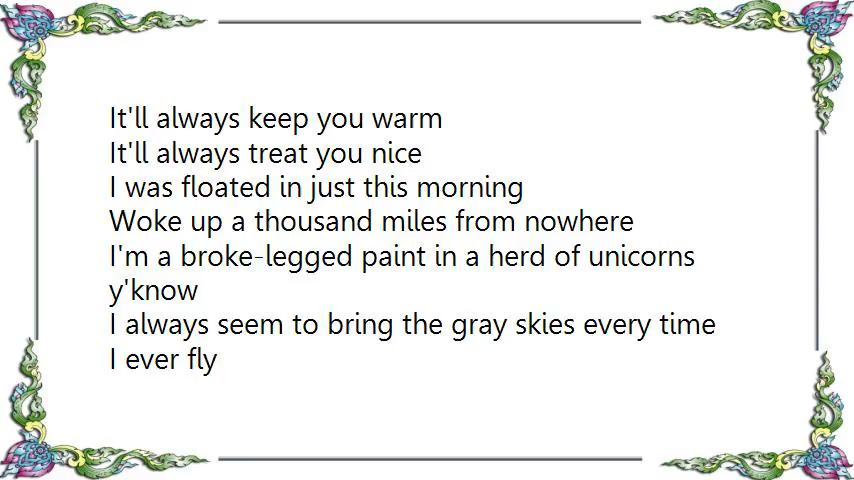 It'll always keep you warm
It'll always treat you nice
I was floated in just this morning
Woke up a thousand miles from nowhere
I'm a broke-legged paint in a herd of unicorns
y'know
I always seem to bring the gray skies every time
I ever fly